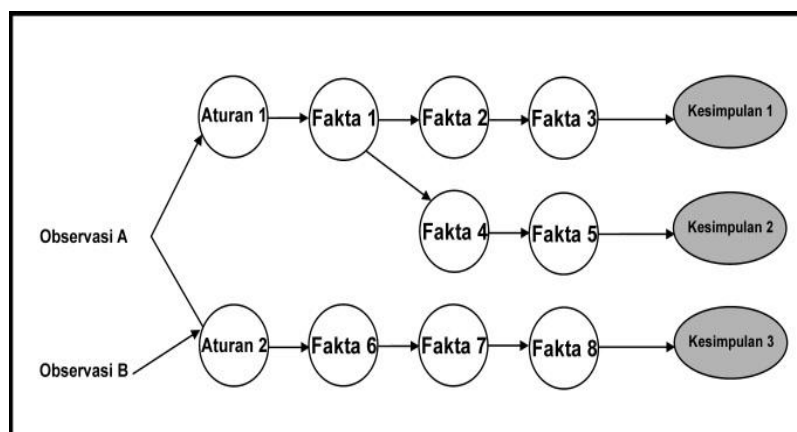 Aturan 1
Fakta 1
Fakta 2
Fakta 3
Kesimpulan 1
Observasi A
Fakta 4
Fakta 5
Kesimpulan 2
Observasi B
Aturan 2
Fakta 6
Fakta 7
Fakta 8
Kesimpulan 3